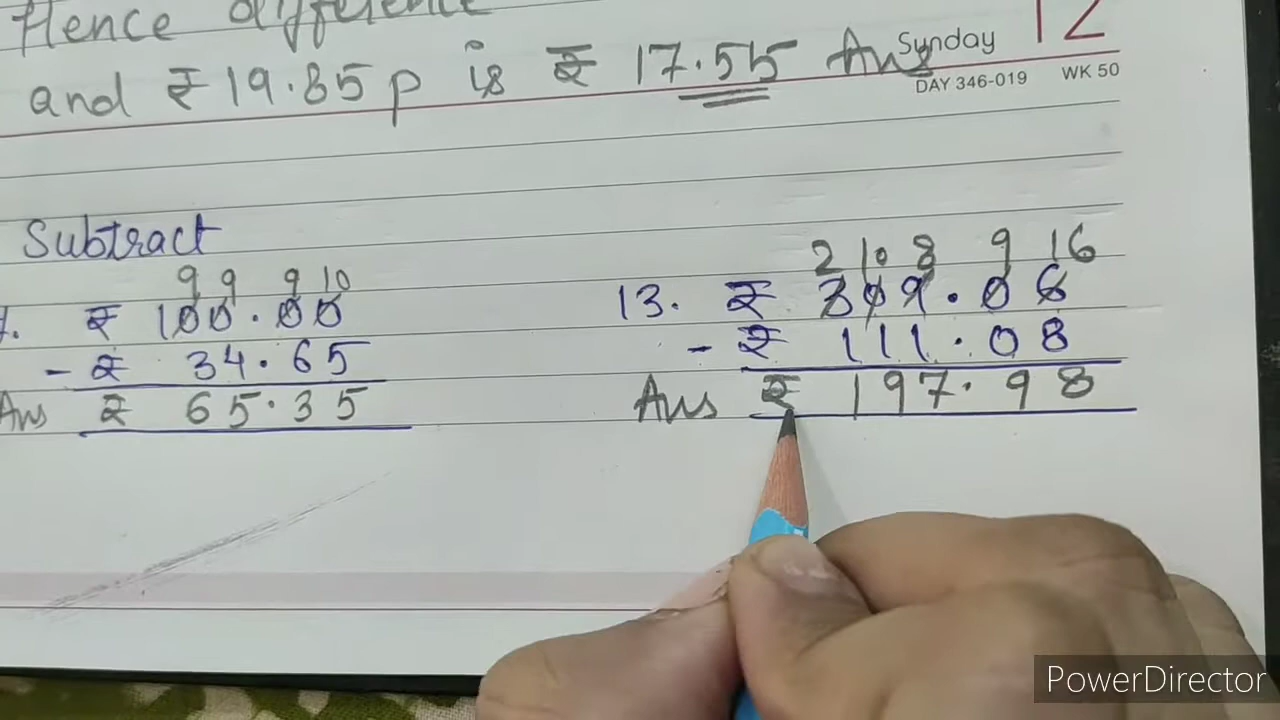 Hence difference
and ₹ 19.85 p is ₹ 17.55 Ans
Sunday 12
DAY 346-019 WK 50
Subtract
9 9 9 10
₹ 100.00
- ₹ 34.65
Ans ₹ 65.35
2 10 8 9 16
13. ₹ 309.06
- ₹ 111.08
Ans ₹ 197.98
PowerDirector